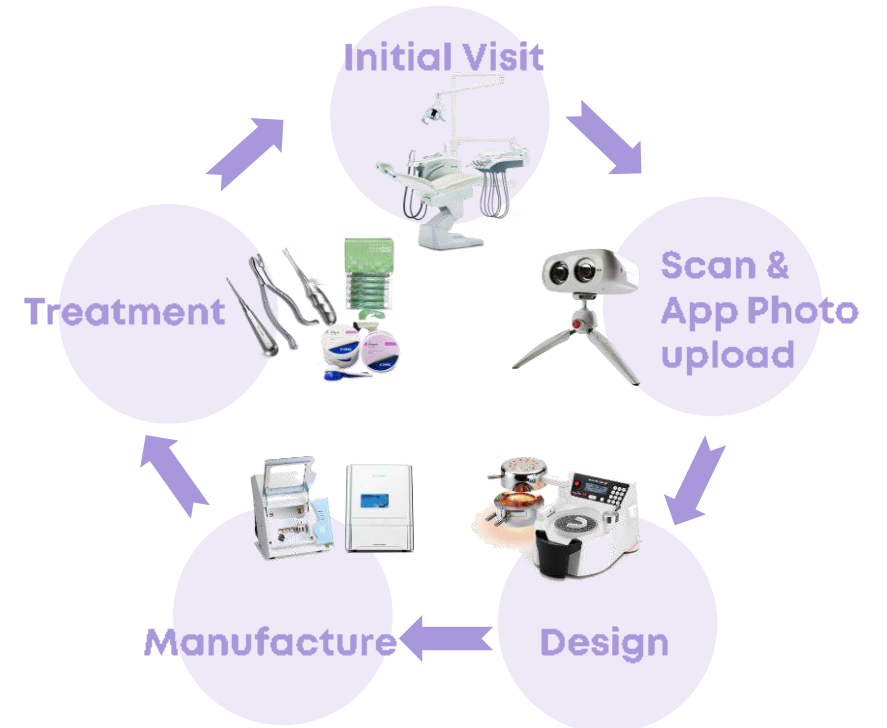 Initial Visit
Scan &
App Photo
upload
Design
Manufacture
Treatment